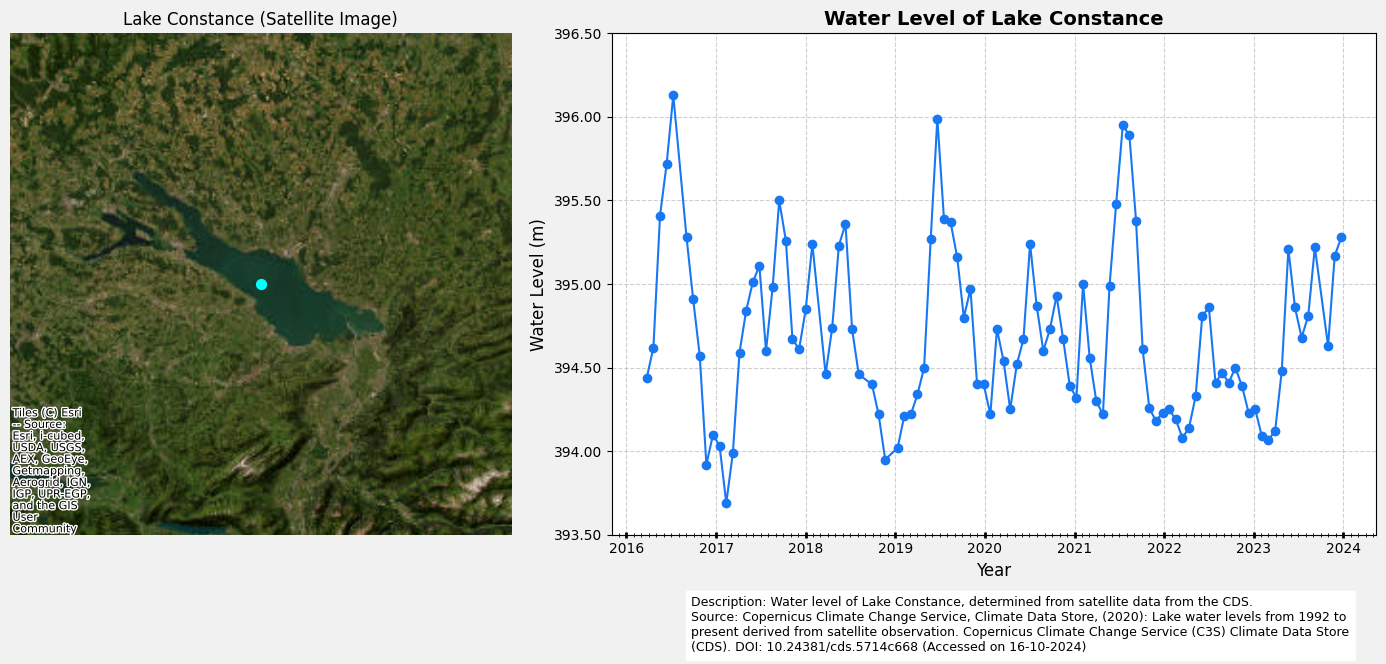 Lake Constance (Satellite Image)
Tiles (C) Esri
-- Source:
Esri, i-cubed,
USDA, USGS,
AEX, GeoEye,
Getmapping,
Aerogrid, IGN,
IGP, UPR-EGP,
and the GIS
User
Community
Water Level of Lake Constance
Water Level (m)
396.50
396.00
395.50
395.00
394.50
394.00
393.50
2016 2017 2018 2019 2020 2021 2022 2023 2024
Year
Description: Water level of Lake Constance, determined from satellite data from the CDS.
Source: Copernicus Climate Change Service, Climate Data Store, (2020): Lake water levels from 1992 to
present derived from satellite observation. Copernicus Climate Change Service (C3S) Climate Data Store
(CDS). DOI: 10.24381/cds.5714c668 (Accessed on 16-10-2024)